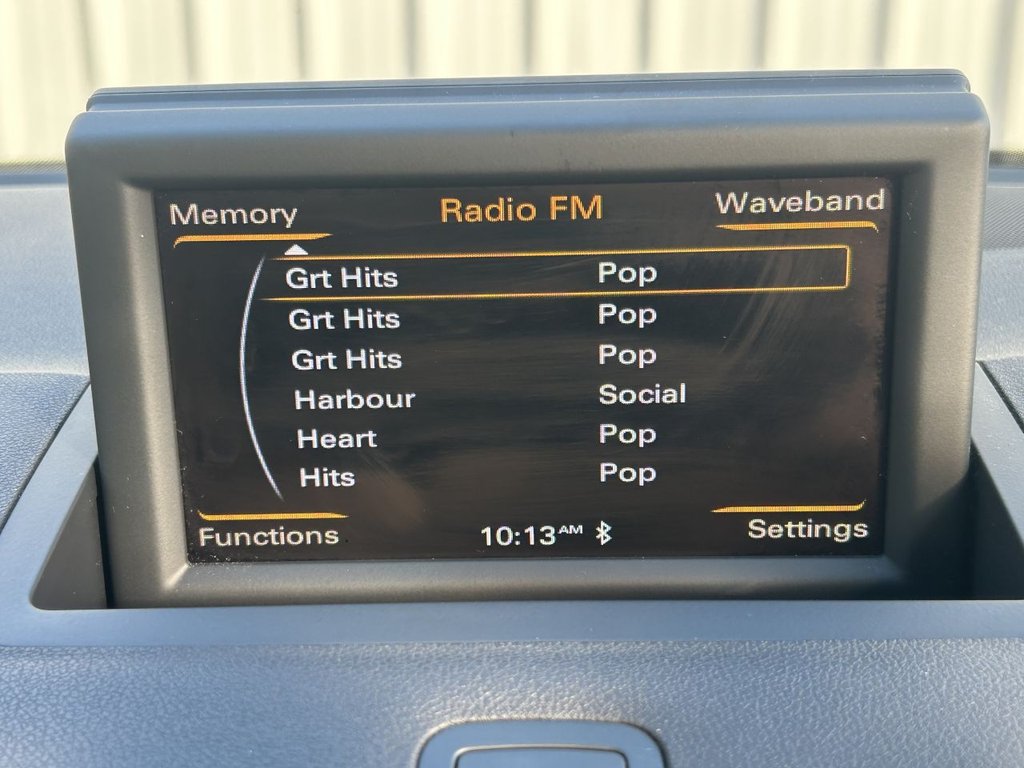 Memory Radio FM Waveband
Grt Hits Pop
Grt Hits Pop
Grt Hits Pop
Harbour Social
Heart Pop
Hits Pop
Functions 10:13AM Settings